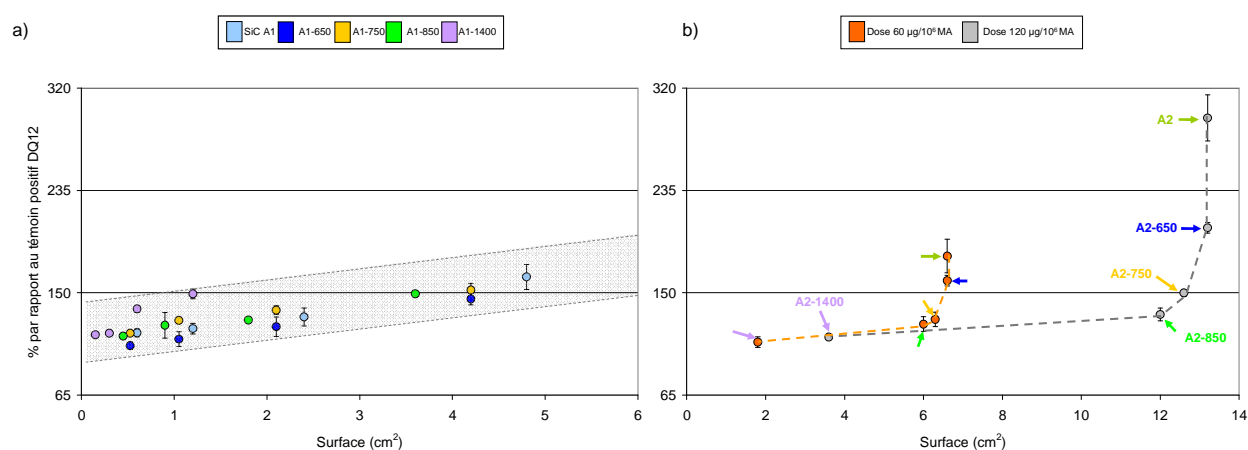 a)
SiC A1 A1-650 A1-750 A1-850 A1-1400
% par rapport au témoin positif DQ12
320
235
150
65
0 1 2 3 4 5 6
Surface (cm²)
b)
Dose 60 µg/10⁶ MA Dose 120 µg/10⁶ MA
320
235
150
65
A2
A2-650
A2-750
A2-1400
A2-850
0 2 4 6 8 10 12 14
Surface (cm²)